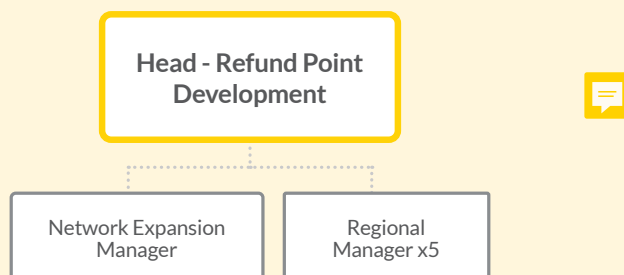 Head - Refund Point
Development
Network Expansion
Manager
Regional
Manager x5